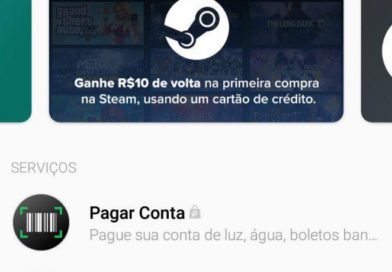 Ganhe R$10 de volta na primeira compra
na Steam, usando um cartão de crédito.
SERVIÇOS
Pagar Conta
Pague sua conta de luz, água, boletos ban...